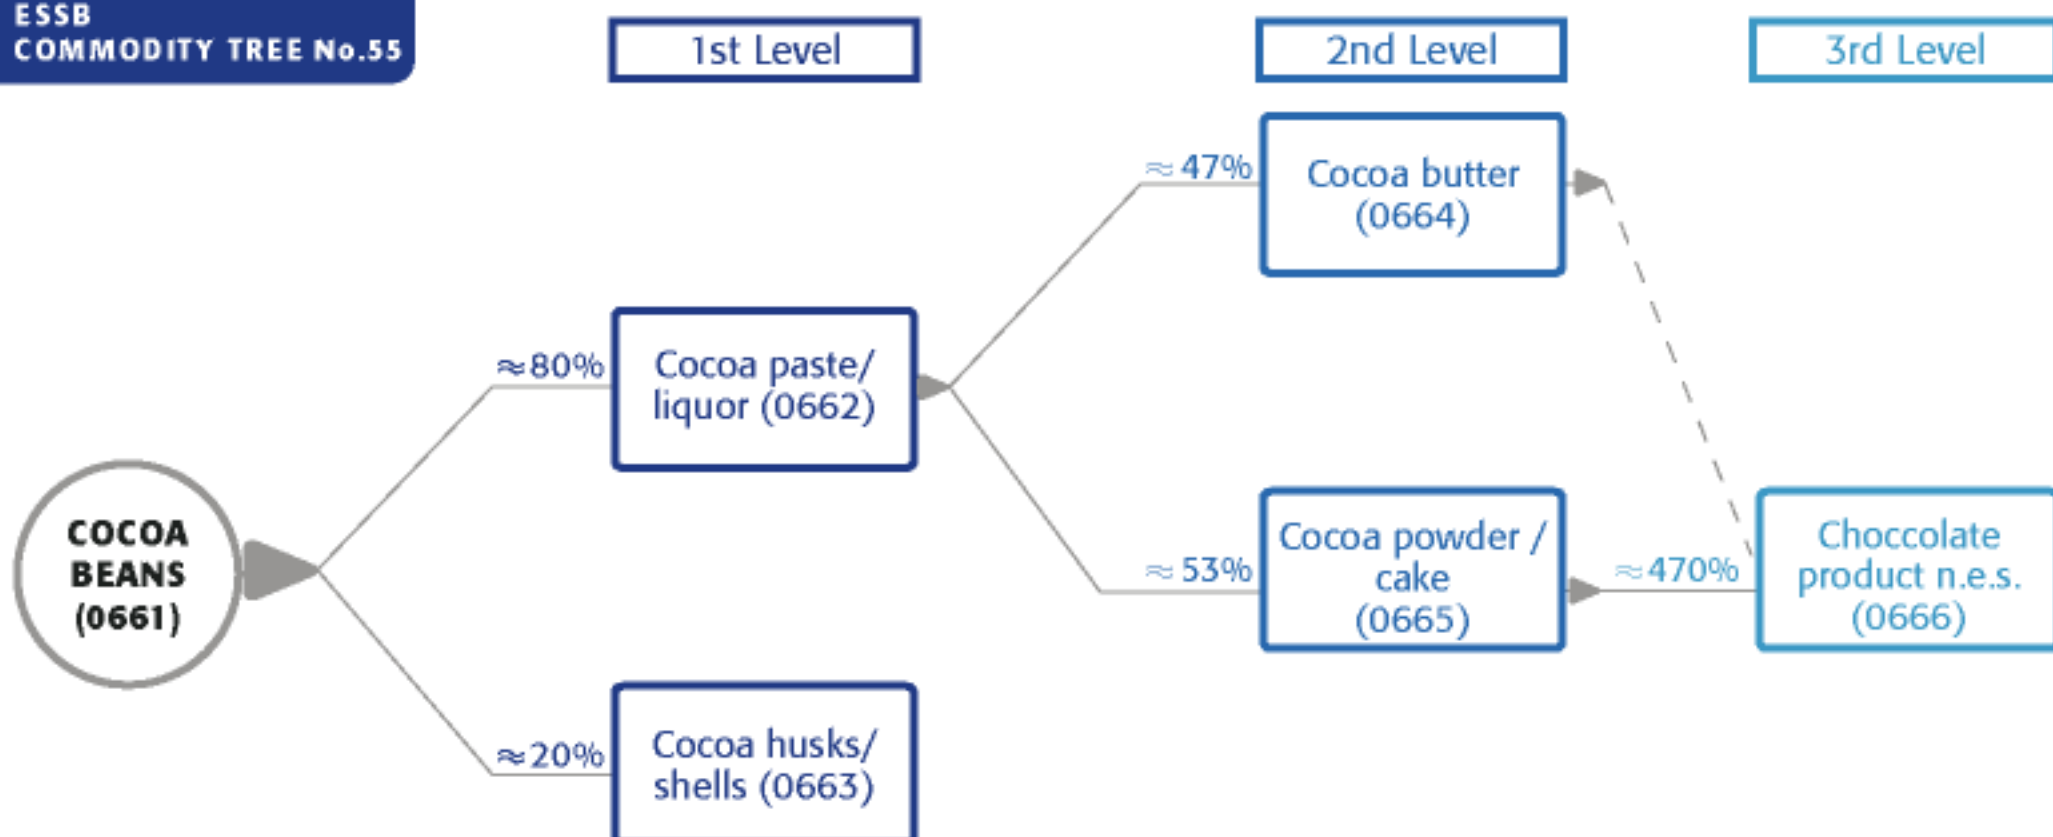 ESSB
COMMODITY TREE No.55
1st Level
2nd Level
3rd Level
≈47%
Cocoa butter
(0664)
≈80%
Cocoa paste/
liquor (0662)
COCOA
BEANS
(0661)
≈53%
Cocoa powder /
cake
(0665)
≈470%
Choccolate
product n.e.s.
(0666)
≈20%
Cocoa husks/
shells (0663)